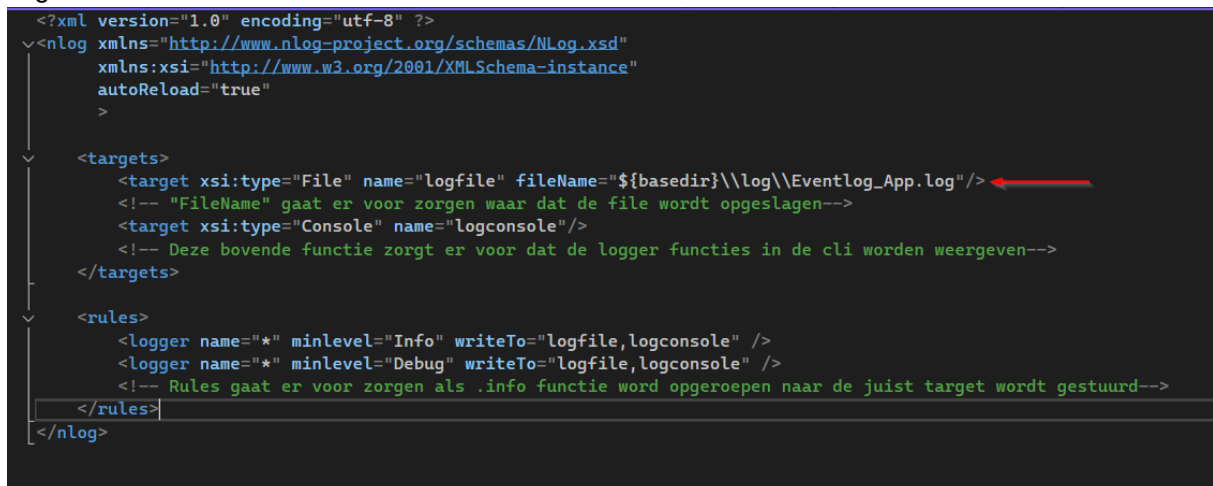 <?xml version="1.0" encoding="utf-8" ?>
<nlog xmlns="http://www.nlog-project.org/schemas/NLog.xsd"
xmlns:xsi="http://www.w3.org/2001/XMLSchema-instance"
autoReload="true"
>
<targets>
<target xsi:type="File" name="logfile" fileName="${basedir}\\log\\Eventlog_App.log"/>
<!-- "FileName" gaat er voor zorgen waar dat de file wordt opgeslagen-->
<target xsi:type="Console" name="logconsole"/>
<!-- Deze bovende functie zorgt er voor dat de logger functies in de cli worden weergeven-->
</targets>
<rules>
<logger name="*" minlevel="Info" writeTo="logfile,logconsole" />
<logger name="*" minlevel="Debug" writeTo="logfile,logconsole" />
<!-- Rules gaat er voor zorgen als .info functie word opgeroepen naar de juist target wordt gestuurd-->
</rules>
</nlog>